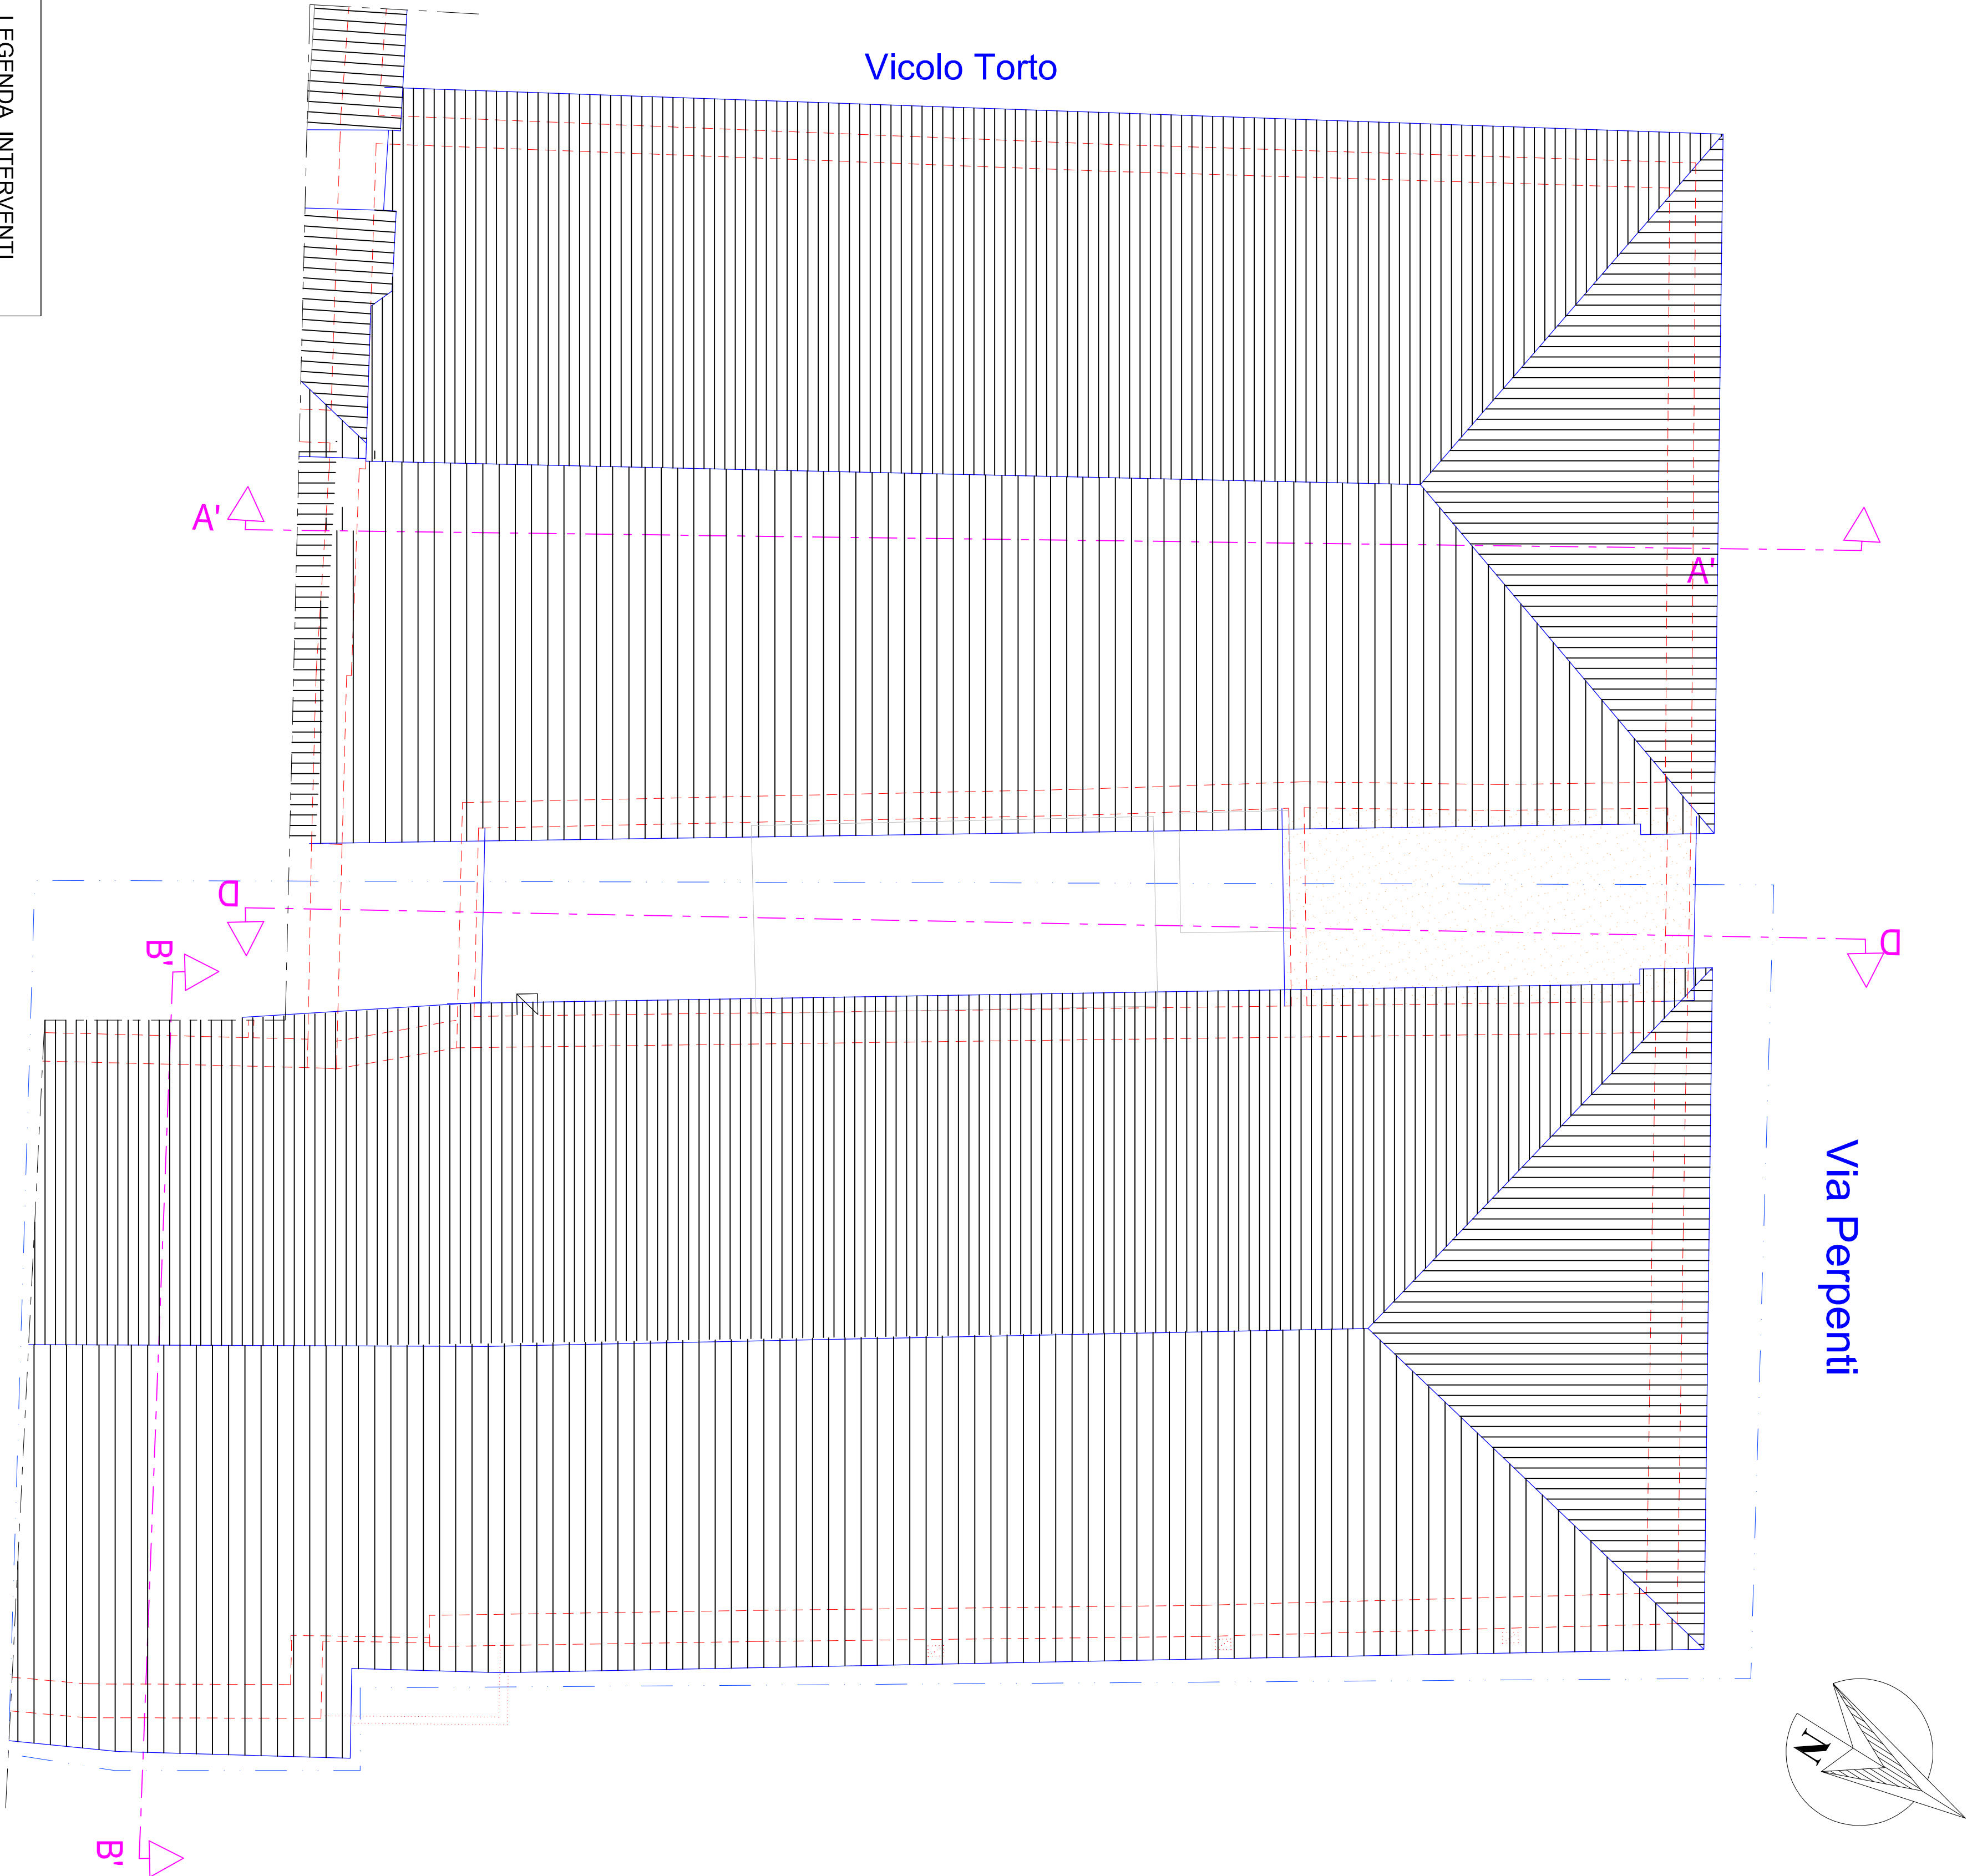 LEGENDA INTERVENTI
Vicolo Torto
A'
A'
D
D
B'
Via Perpenti
N
B'